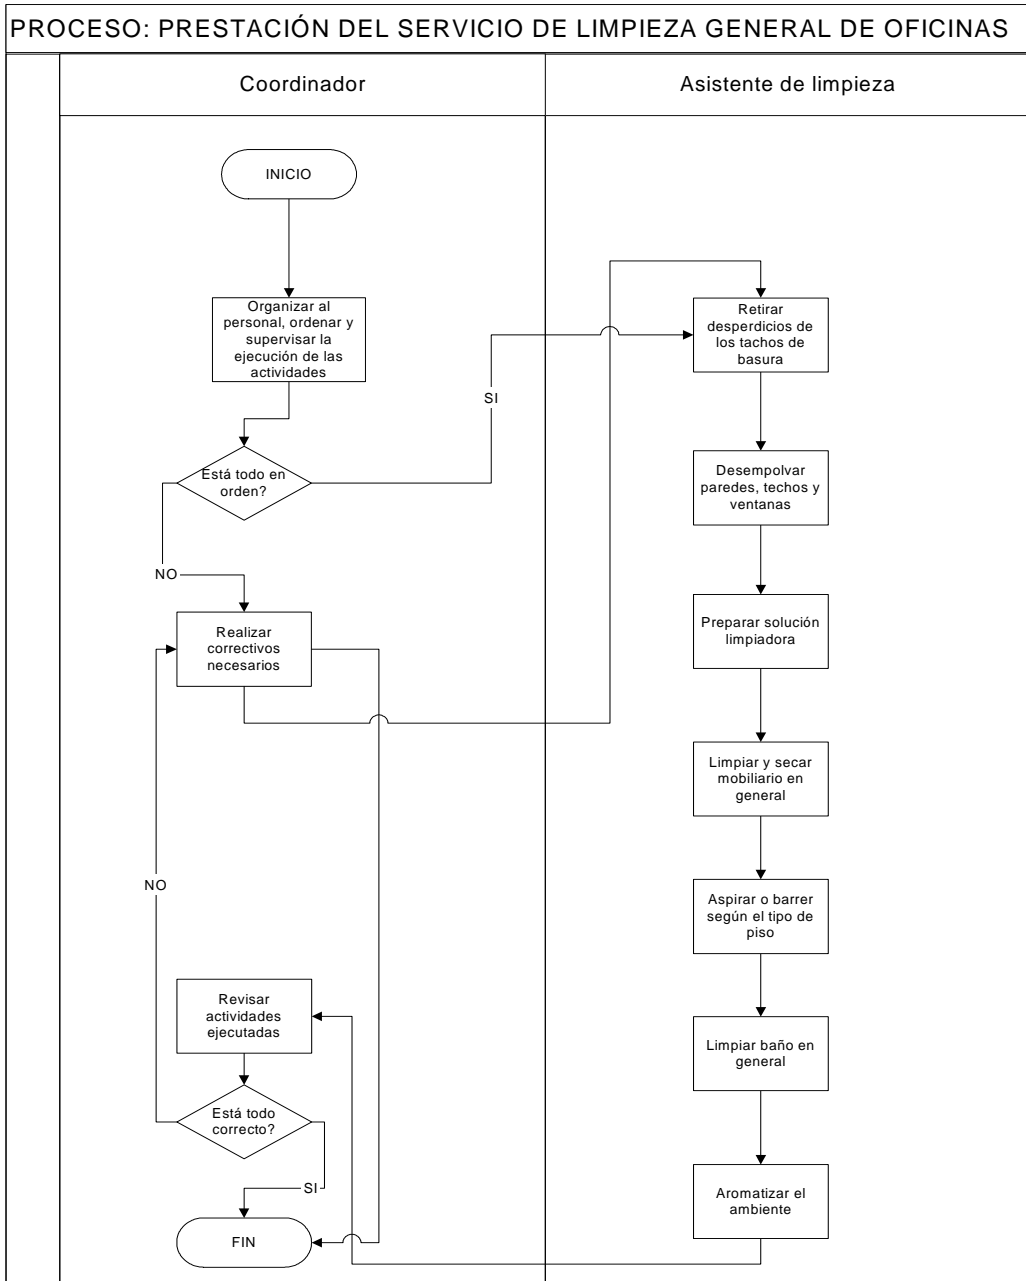 PROCESO: PRESTACIÓN DEL SERVICIO DE LIMPIEZA GENERAL DE OFICINAS
Coordinador
Asistente de limpieza
INICIO
Organizar al
personal, ordenar y
supervisar la
ejecución de las
actividades
Está todo en
orden?
SI
NO
Realizar
correctivos
necesarios
Retirar
desperdicios de
los tachos de
basura
Desempolvar
paredes, techos y
ventanas
Preparar solución
limpiadora
Limpiar y secar
mobiliario en
general
Aspirar o barrer
según el tipo de
piso
Limpiar baño en
general
Aromatizar el
ambiente
Revisar
actividades
ejecutadas
Está todo
correcto?
NO
SI
FIN